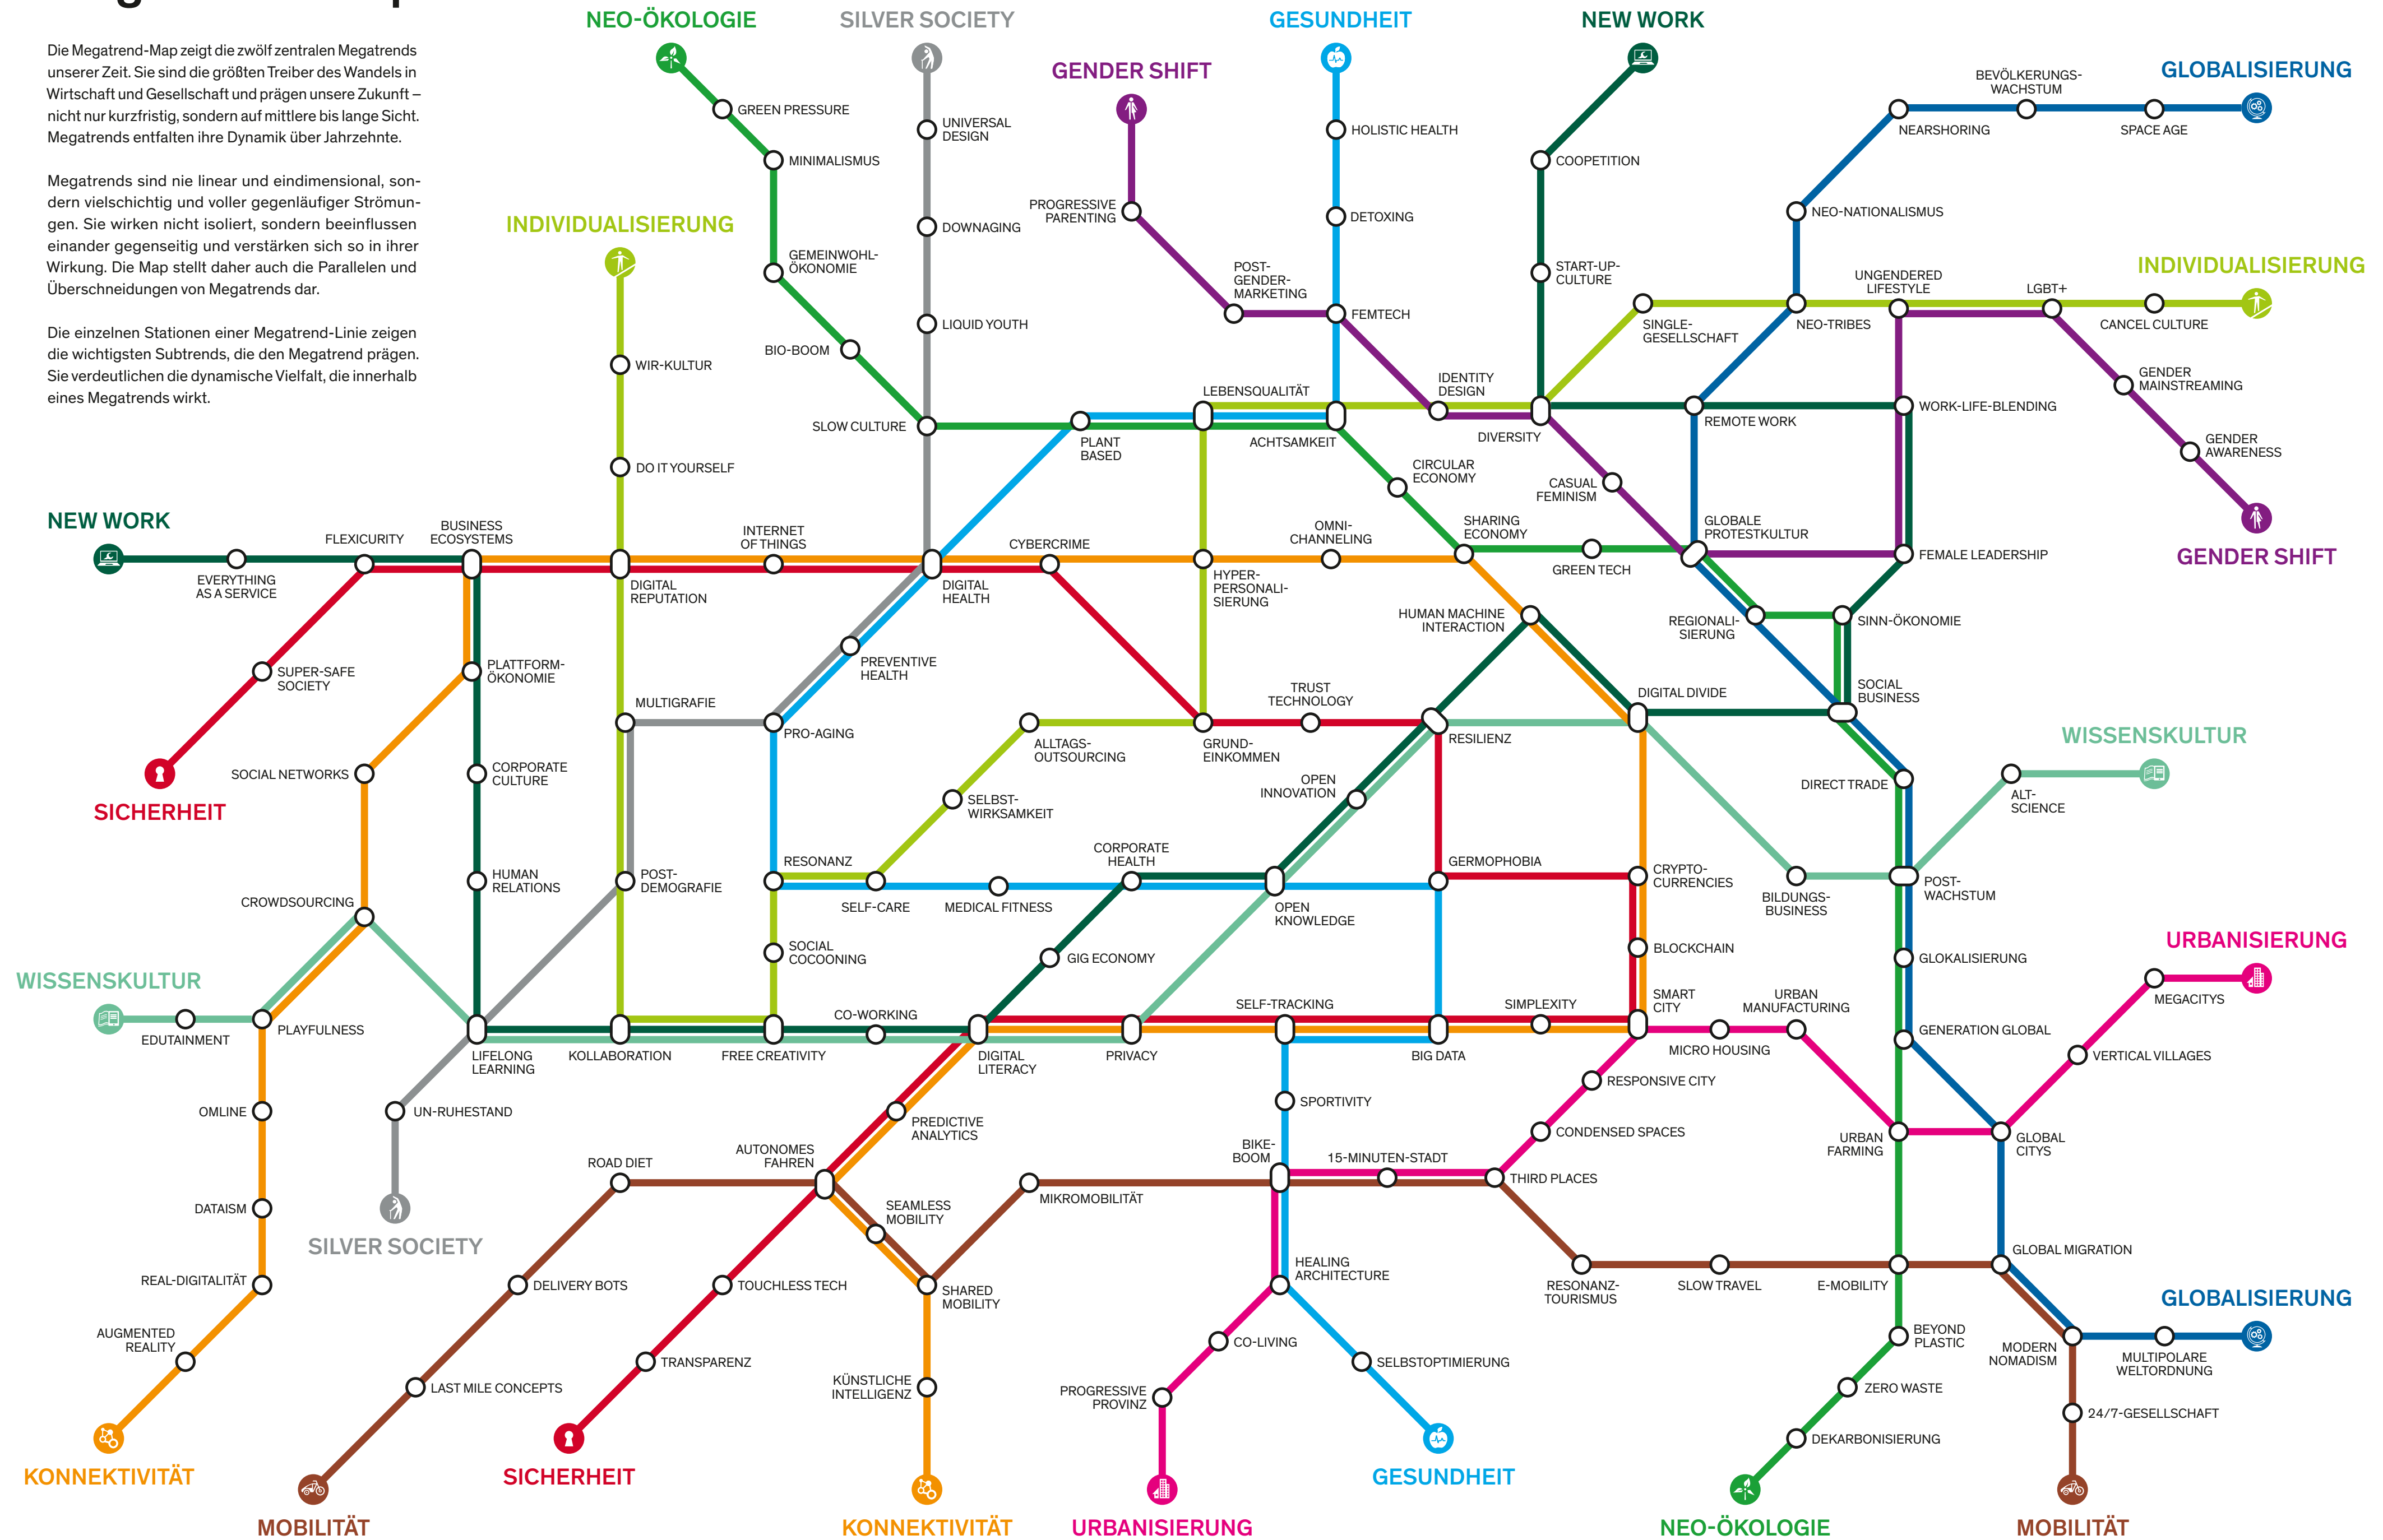 Die Megatrend-Map zeigt die zwölf zentralen Megatrends
unserer Zeit. Sie sind die größten Treiber des Wandels in
Wirtschaft und Gesellschaft und prägen unsere Zukunft –
nicht nur kurzfristig, sondern auf mittlere bis lange Sicht.
Megatrends entfalten ihre Dynamik über Jahrzehnte.
Megatrends sind nie linear und eindimensional, son-
dern vielschichtig und voller gegenläufiger Strömun-
gen. Sie wirken nicht isoliert, sondern beeinflussen
einander gegenseitig und verstärken sich so in ihrer
Wirkung. Die Map stellt daher auch die Parallelen und
Überschneidungen von Megatrends dar.
Die einzelnen Stationen einer Megatrend-Linie zeigen
die wichtigsten Subtrends, die den Megatrend prägen.
Sie verdeutlichen die dynamische Vielfalt, die innerhalb
eines Megatrends wirkt.
NEO-ÖKOLOGIE
SILVER SOCIETY
GESUNDHEIT
NEW WORK
GENDER SHIFT
GLOBALISIERUNG
BEVÖLKERUNGS-
WACHSTUM
NEARSHORING
SPACE AGE
GREEN PRESSURE
UNIVERSAL
DESIGN
HOLISTIC HEALTH
MINIMALISMUS
COOPETITION
PROGRESSIVE
PARENTING
DETOXING
NEO-NATIONALISMUS
INDIVIDUALISIERUNG
DOWNAGING
GEMEINWOHL-
ÖKONOMIE
POST-
GENDER-
MARKETING
START-UP-
CULTURE
UNGENDERED
LIFESTYLE
LGBT+
INDIVIDUALISIERUNG
LIQUID YOUTH
FEMTECH
SINGLE-
GESELLSCHAFT
NEO-TRIBES
CANCEL CULTURE
BIO-BOOM
WIR-KULTUR
LEBENSQUALITÄT
IDENTITY
DESIGN
GENDER
MAINSTREAMING
SLOW CULTURE
PLANT
BASED
ACHTSAMKEIT
DIVERSITY
REMOTE WORK
WORK-LIFE-BLENDING
DO IT YOURSELF
CIRCULAR
ECONOMY
CASUAL
FEMINISM
GENDER
AWARENESS
NEW WORK
FLEXICURITY
BUSINESS
ECOSYSTEMS
INTERNET
OF THINGS
CYBERCRIME
OMNI-
CHANNELING
SHARING
ECONOMY
GLOBALE
PROTESTKULTUR
GENDER SHIFT
EVERYTHING
AS A SERVICE
DIGITAL
REPUTATION
DIGITAL
HEALTH
HYPER-
PERSONALI-
SIERUNG
GREEN TECH
FEMALE LEADERSHIP
HUMAN MACHINE
INTERACTION
REGIONALI-
SIERUNG
SINN-ÖKONOMIE
SUPER-SAFE
SOCIETY
PLATTFORM-
ÖKONOMIE
PREVENTIVE
HEALTH
MULTIGRAFIE
PRO-AGING
TRUST
TECHNOLOGY
DIGITAL DIVIDE
SOCIAL
BUSINESS
ALLTAGS-
OUTSOURCING
GRUND-
EINKOMMEN
RESILIENZ
WISSENSKULTUR
SICHERHEIT
SOCIAL NETWORKS
CORPORATE
CULTURE
SELBST-
WIRKSAMKEIT
OPEN
INNOVATION
DIRECT TRADE
ALT-
SCIENCE
CROWDSOURCING
HUMAN
RELATIONS
POST-
DEMOGRAFIE
RESONANZ
SELF-CARE
MEDICAL FITNESS
CORPORATE
HEALTH
OPEN
KNOWLEDGE
GERMOPHOBIA
CRYPTO-
CURRENCIES
BILDUNGS-
BUSINESS
POST-
WACHSTUM
SOCIAL
COCOONING
GIG ECONOMY
BLOCKCHAIN
GLOKALISIERUNG
URBANISIERUNG
WISSENSKULTUR
EDUTAINMENT
PLAYFULNESS
LIFELONG
LEARNING
KOLLABORATION
FREE CREATIVITY
CO-WORKING
DIGITAL
LITERACY
PRIVACY
SELF-TRACKING
BIG DATA
SIMPLEXITY
SMART
CITY
URBAN
MANUFACTURING
MICRO HOUSING
GENERATION GLOBAL
MEGACITYS
VERTICAL VILLAGES
OMLINE
UN-RUHESTAND
PREDICTIVE
ANALYTICS
SPORTIVITY
RESPONSIVE CITY
CONDENSED SPACES
URBAN
FARMING
GLOBAL
CITYS
ROAD DIET
AUTONOMES
FAHREN
BIKE-
BOOM
15-MINUTEN-STADT
THIRD PLACES
DATAISM
SEAMLESS
MOBILITY
MIKROMOBILITÄT
SILVER SOCIETY
REAL-DIGITALITÄT
DELIVERY BOTS
TOUCHLESS TECH
SHARED
MOBILITY
HEALING
ARCHITECTURE
RESONANZ-
TOURISMUS
SLOW TRAVEL
E-MOBILITY
GLOBAL MIGRATION
GLOBALISIERUNG
AUGMENTED
REALITY
LAST MILE CONCEPTS
TRANSPARENZ
KÜNSTLICHE
INTELLIGENZ
CO-LIVING
PROGRESSIVE
PROVINZ
SELBSTOPTIMIERUNG
BEYOND
PLASTIC
MODERN
NOMADISM
MULTIPOLARE
WELTORDNUNG
ZERO WASTE
24/7-GESELLSCHAFT
DEKARBONISIERUNG
KONNEKTIVITÄT
SICHERHEIT
GESUNDHEIT
MOBILITÄT
KONNEKTIVITÄT
URBANISIERUNG
NEO-ÖKOLOGIE
MOBILITÄT